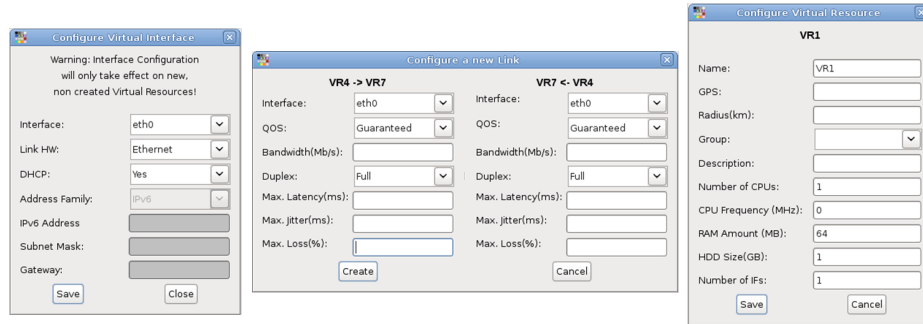 Configure Virtual Interface
Warning: Interface Configuration
will only take effect on new,
non created Virtual Resources!
Interface: eth0
Link HW: Ethernet
DHCP: Yes
Address Family: IPv6
IPv6 Address
Subnet Mask:
Gateway:
Save Close
Configure a new Link
VR4 -> VR7 VR7 <- VR4
Interface: eth0 Interface: eth0
QOS: Guaranteed QOS: Guaranteed
Bandwidth(Mb/s): Bandwidth(Mb/s):
Duplex: Full Duplex: Full
Max. Latency(ms): Max. Latency(ms):
Max. Jitter(ms): Max. Jitter(ms):
Max. Loss(%): Max. Loss(%):
Create Cancel
Configure Virtual Resource
VR1
Name: VR1
GPS:
Radius(km):
Group:
Description:
Number of CPUs: 1
CPU Frequency (MHz): 0
RAM Amount (MB): 64
HDD Size(GB): 1
Number of IFs: 1
Save Cancel